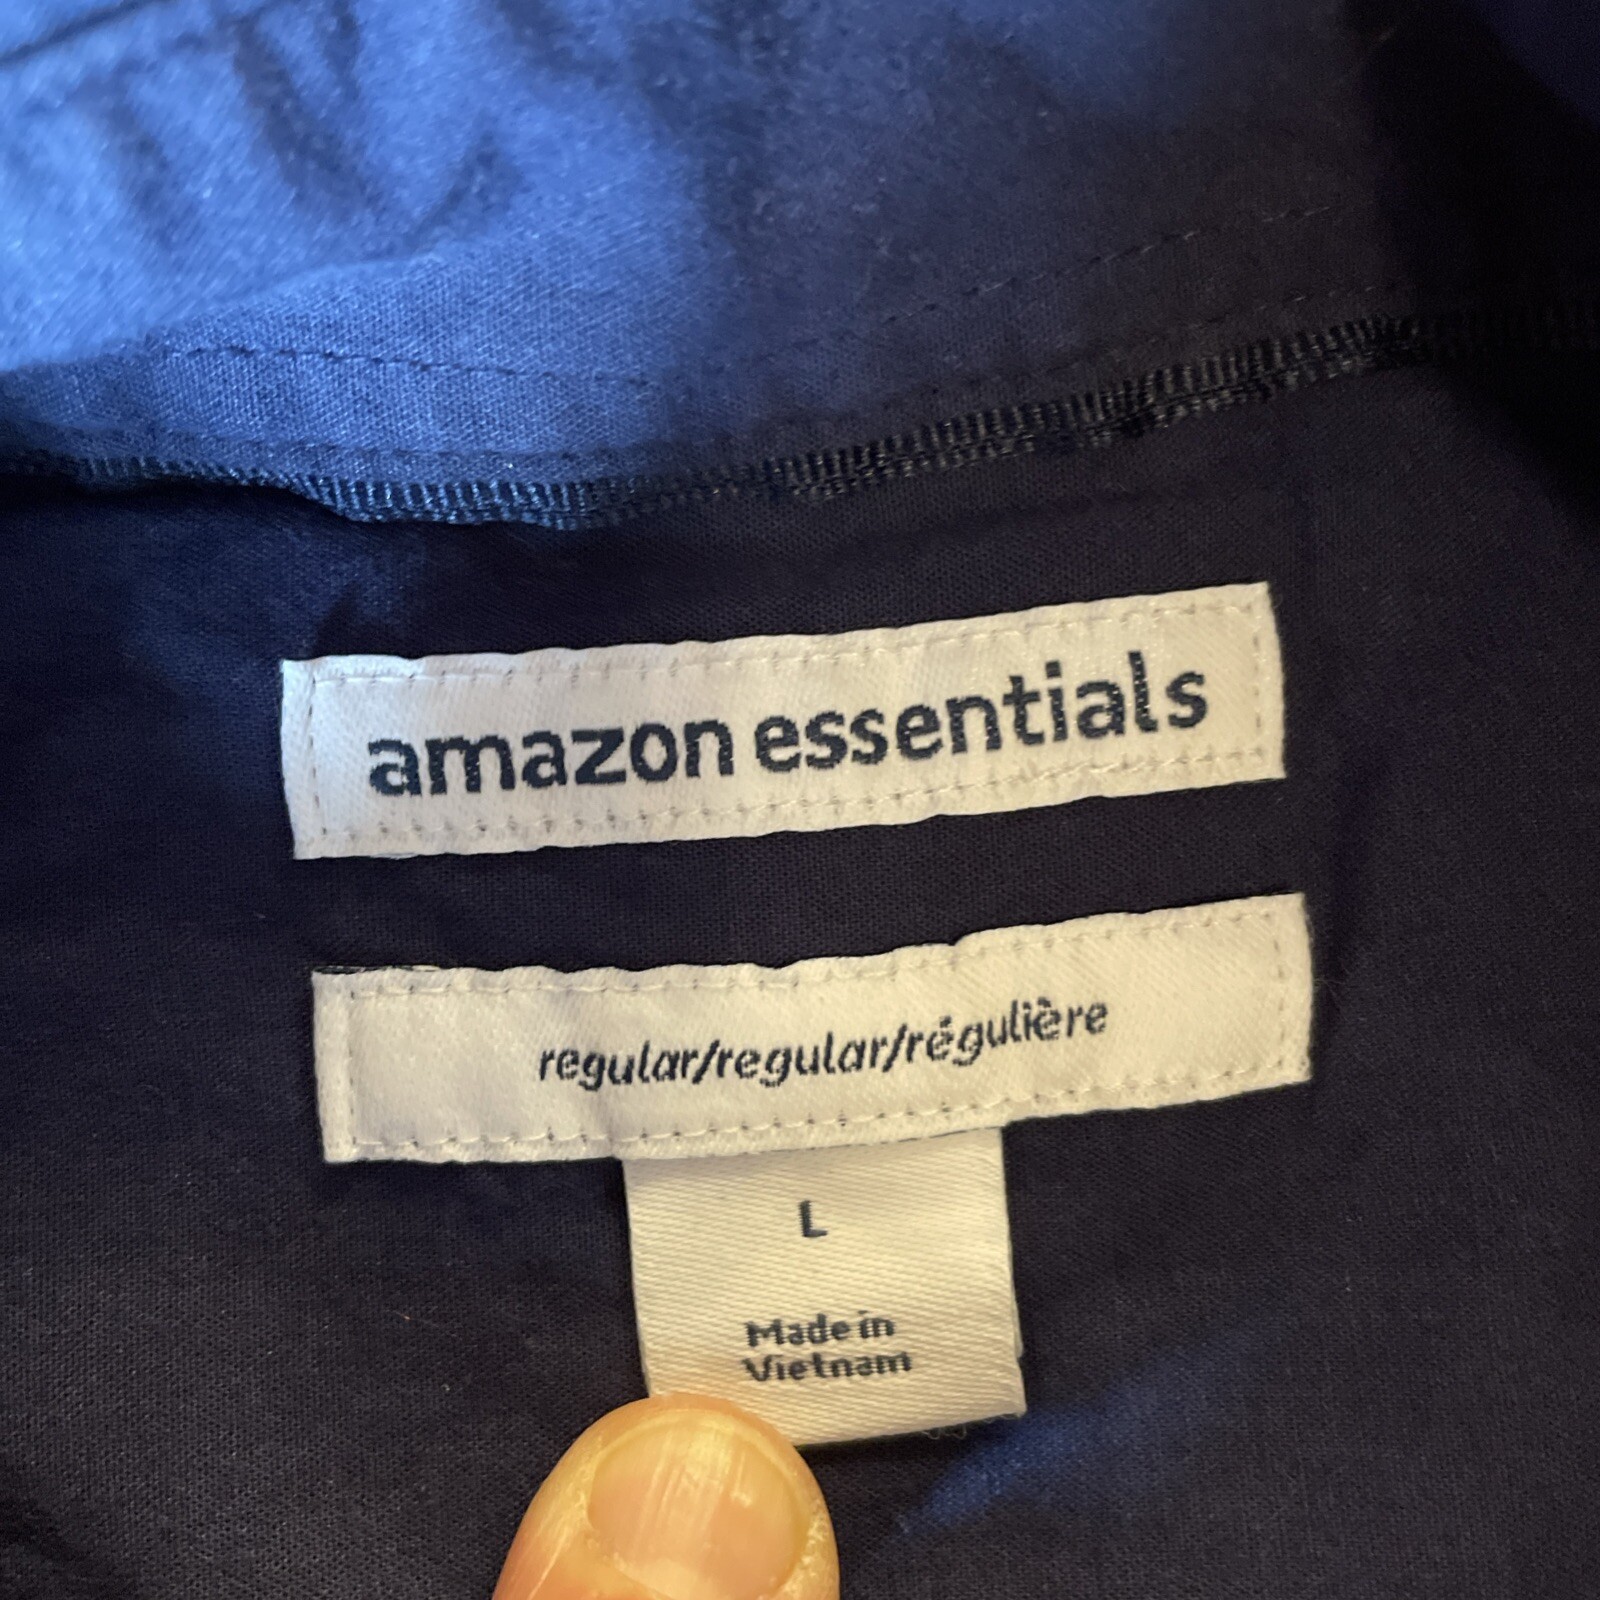 amazon essentials
regular/regular/régulière
L
Made in
Vietnam